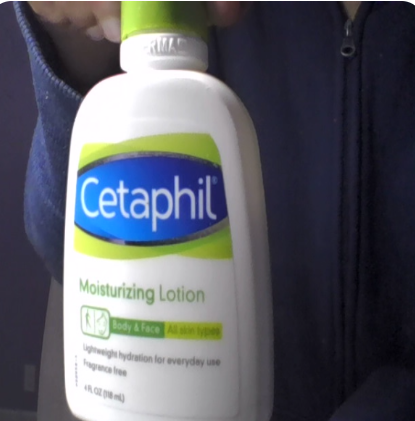 Cetaphil®
Moisturizing Lotion
Body & Face All skin types
Lightweight hydration for everyday use
Fragrance free
4 FL OZ (118 mL)